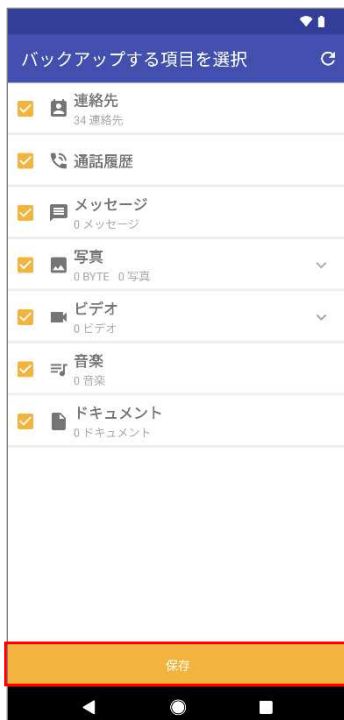 バックアップする項目を選択
連絡先
34 連絡先
通話履歴
メッセージ
0 メッセージ
写真
0 BYTE 0 写真
ビデオ
0 ビデオ
音楽
0 音楽
ドキュメント
0 ドキュメント
保存